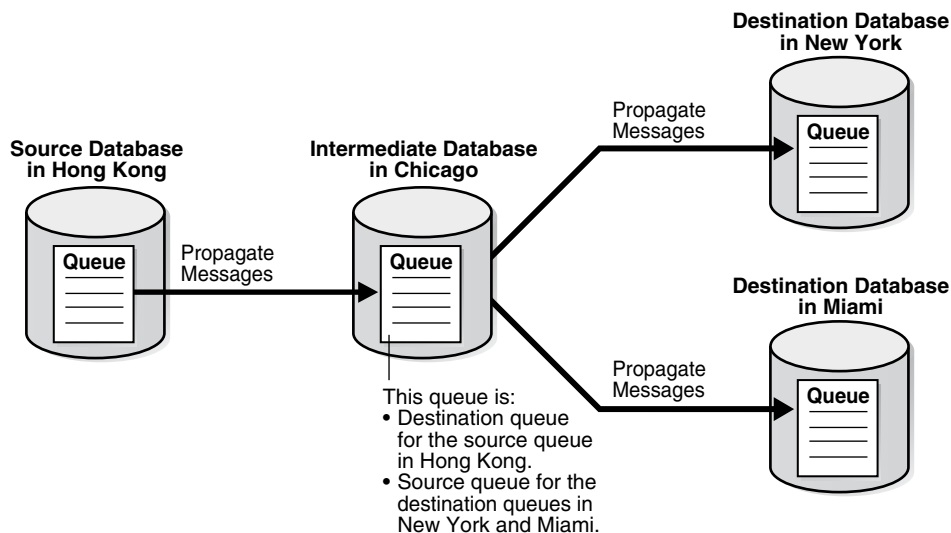 Source Database
in Hong Kong
Queue
Propagate
Messages
Intermediate Database
in Chicago
Queue
This queue is:
• Destination queue
for the source queue
in Hong Kong.
• Source queue for the
destination queues in
New York and Miami.
Propagate
Messages
Destination Database
in New York
Queue
Propagate
Messages
Destination Database
in Miami
Queue